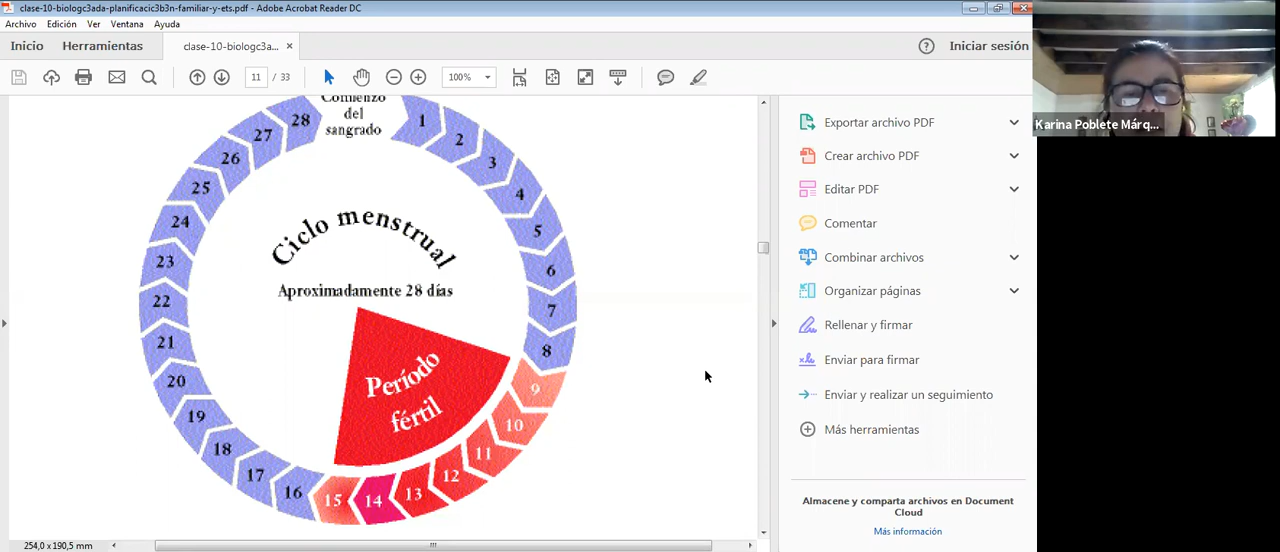 clase-10-biologc3ada-planificacic3b3n-familiar-y-ets.pdf - Adobe Acrobat Reader DC
Archivo Edición Ver Ventana Ayuda
Inicio Herramientas clase-10-biologc3a... × Iniciar sesión
11 / 33 100%
Comienzo
del
sangrado
1
2
3
4
5
6
7
8
9
10
11
12
13
14
15
16
17
18
19
20
21
22
23
24
25
26
27
28
Ciclo menstrual
Aproximadamente 28 días
Período
fértil
254,0 x 190,5 mm
Exportar archivo PDF
Crear archivo PDF
Editar PDF
Comentar
Combinar archivos
Organizar páginas
Rellenar y firmar
Enviar para firmar
Enviar y realizar un seguimiento
Más herramientas
Almacene y comparta archivos en Document
Cloud
Más información
Karina Poblete Márq...